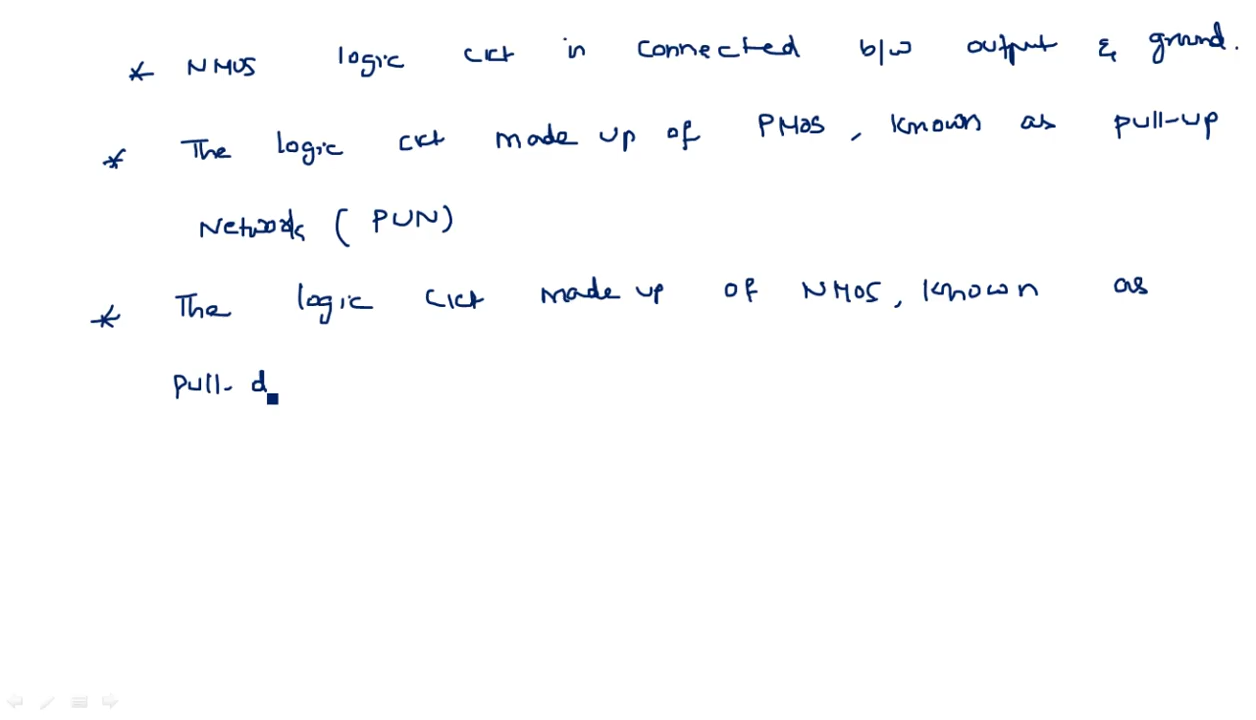 * NMOS logic ckt in connected b/w output & ground.
* The logic ckt made up of PMOS, known as pull-up
Network (PUN)
* The logic ckt made up of NMOS, known as
pull-d